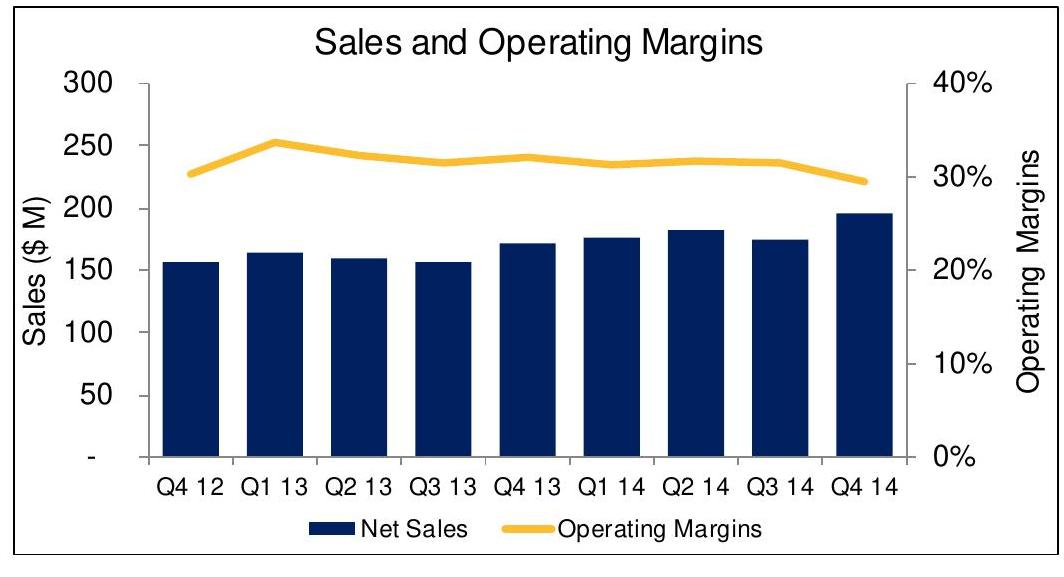 Sales and Operating Margins
300
250
200
150
100
50
-
Sales ($ M)
40%
30%
20%
10%
0%
Operating Margins
Q4 12 Q1 13 Q2 13 Q3 13 Q4 13 Q1 14 Q2 14 Q3 14 Q4 14
Net Sales Operating Margins